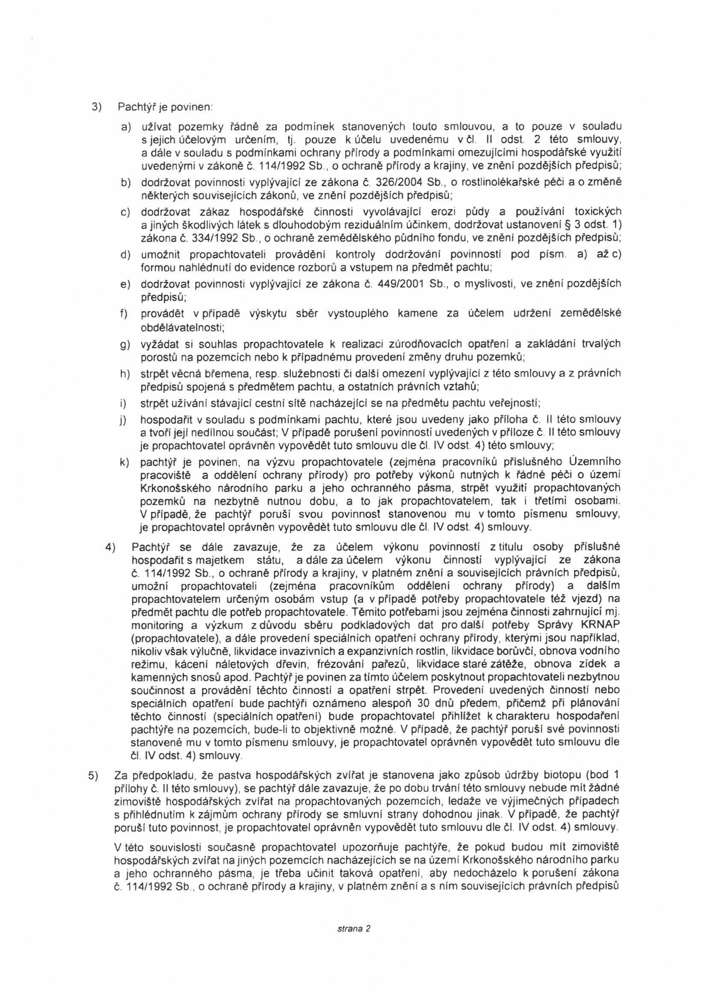 3) Pachtýř je povinen:
a) užívat pozemky řádně za podmínek stanovených touto smlouvou, a to pouze v souladu
s jejich účelovým určením, tj. pouze k účelu uvedenému v čl. II odst. 2 této smlouvy,
a dále v souladu s podmínkami ochrany přírody a podmínkami omezujícími hospodářské využití
uvedenými v zákoně č. 114/1992 Sb., o ochraně přírody a krajiny, ve znění pozdějších předpisů;
b) dodržovat povinnosti vyplývající ze zákona č. 326/2004 Sb., o rostlinolékařské péči a o změně
některých souvisejících zákonů, ve znění pozdějších předpisů;
c) dodržovat zákaz hospodářské činnosti vyvolávající erozi půdy a používání toxických
a jiných škodlivých látek s dlouhodobým reziduálním účinkem, dodržovat ustanovení § 3 odst. 1)
zákona č. 334/1992 Sb., o ochraně zemědělského půdního fondu, ve znění pozdějších předpisů;
d) umožnit propachtovateli provádění kontroly dodržování povinností pod písm. a) až c)
formou nahlédnutí do evidence rozborů a vstupem na předmět pachtu;
e) dodržovat povinnosti vyplývající ze zákona č. 449/2001 Sb., o myslivosti, ve znění pozdějších
předpisů;
f) provádět v případě výskytu sběr vystouplého kamene za účelem udržení zemědělské
obdělávatelnosti;
g) vyžádat si souhlas propachtovatele k realizaci zúrodňovacích opatření a zakládání trvalých
porostů na pozemcích nebo k případnému provedení změny druhu pozemků;
h) strpět věcná břemena, resp. služebnosti či další omezení vyplývající z této smlouvy a z právních
předpisů spojená s předmětem pachtu, a ostatních právních vztahů;
i) strpět užívání stávající cestní sítě nacházející se na předmětu pachtu veřejností;
j) hospodařit v souladu s podmínkami pachtu, které jsou uvedeny jako příloha č. II této smlouvy
a tvoří její nedílnou součást; V případě porušení povinností uvedených v příloze č. II této smlouvy
je propachtovatel oprávněn vypovědět tuto smlouvu dle čl. IV odst. 4) této smlouvy;
k) pachtýř je povinen, na výzvu propachtovatele (zejména pracovníků příslušného Územního
pracoviště a oddělení ochrany přírody) pro potřeby výkonů nutných k řádné péči o území
Krkonošského národního parku a jeho ochranného pásma, strpět využití propachtovaných
pozemků na nezbytně nutnou dobu, a to jak propachtovatelem, tak i třetími osobami.
V případě, že pachtýř poruší svou povinnost stanovenou mu v tomto písmenu smlouvy,
je propachtovatel oprávněn vypovědět tuto smlouvu dle čl. IV odst. 4) smlouvy.
4) Pachtýř se dále zavazuje, že za účelem výkonu povinností z titulu osoby příslušné
hospodařit s majetkem státu, a dále za účelem výkonu činností vyplývající ze zákona
č. 114/1992 Sb., o ochraně přírody a krajiny, v platném znění a souvisejících právních předpisů,
umožní propachtovateli (zejména pracovníkům oddělení ochrany přírody) a dalším
propachtovatelem určeným osobám vstup (a v případě potřeby propachtovatele též vjezd) na
předmět pachtu dle potřeb propachtovatele. Těmito potřebami jsou zejména činnosti zahrnující mj.
monitoring a výzkum z důvodu sběru podkladových dat pro další potřeby Správy KRNAP
(propachtovatele), a dále provedení speciálních opatření ochrany přírody, kterými jsou například,
nikoliv však výlučně, likvidace invazivních a expanzivních rostlin, likvidace borůvčí, obnova vodního
režimu, kácení náletových dřevin, frézování pařezů, likvidace staré zátěže, obnova zídek a
kamenných snosů apod. Pachtýř je povinen za tímto účelem poskytnout propachtovateli nezbytnou
součinnost a provádění těchto činností a opatření strpět. Provedení uvedených činností nebo
speciálních opatření bude pachtýři oznámeno alespoň 30 dnů předem, přičemž při plánování
těchto činností (speciálních opatření) bude propachtovatel přihlížet k charakteru hospodaření
pachtýře na pozemcích, bude-li to objektivně možné. V případě, že pachtýř poruší své povinnosti
stanovené mu v tomto písmenu smlouvy, je propachtovatel oprávněn vypovědět tuto smlouvu dle
čl. IV odst. 4) smlouvy.
5) Za předpokladu, že pastva hospodářských zvířat je stanovena jako způsob údržby biotopu (bod 1
přílohy č. II této smlouvy), se pachtýř dále zavazuje, že po dobu trvání této smlouvy nebude mít žádné
zimoviště hospodářských zvířat na propachtovaných pozemcích, ledaže ve výjimečných případech
s přihlédnutím k zájmům ochrany přírody se smluvní strany dohodnou jinak. V případě, že pachtýř
poruší tuto povinnost, je propachtovatel oprávněn vypovědět tuto smlouvu dle čl. IV odst. 4) smlouvy.
V této souvislosti současně propachtovatel upozorňuje pachtýře, že pokud budou mít zimoviště
hospodářských zvířat na jiných pozemcích nacházejících se na území Krkonošského národního parku
a jeho ochranného pásma, je třeba učinit taková opatření, aby nedocházelo k porušení zákona
č. 114/1992 Sb., o ochraně přírody a krajiny, v platném znění a s ním souvisejících právních předpisů
strana 2